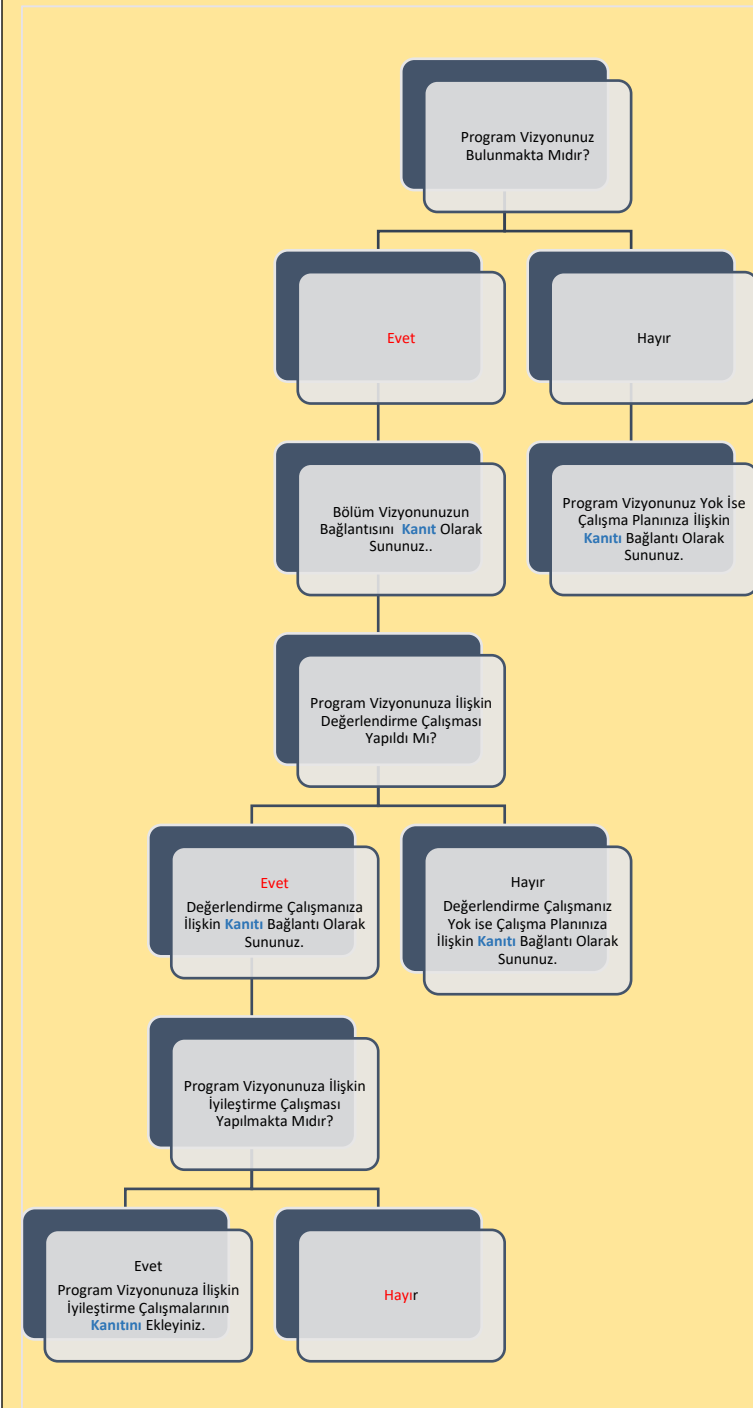 Program Vizyonunuz
Bulunmakta Mıdır?
Evet
Hayır
Bölüm Vizyonunuzun
Bağlantısını Kanıt Olarak
Sununuz..
Program Vizyonunuz Yok İse
Çalışma Planınıza İlişkin
Kanıtı Bağlantı Olarak
Sununuz.
Program Vizyonunuza İlişkin
Değerlendirme Çalışması
Yapıldı Mı?
Evet
Değerlendirme Çalışmanıza
İlişkin Kanıtı Bağlantı Olarak
Sununuz.
Hayır
Değerlendirme Çalışmanız
Yok ise Çalışma Planınıza
İlişkin Kanıtı Bağlantı Olarak
Sununuz.
Program Vizyonunuza İlişkin
İyileştirme Çalışması
Yapılmakta Mıdır?
Evet
Program Vizyonunuza İlişkin
İyileştirme Çalışmalarının
Kanıtını Ekleyiniz.
Hayır